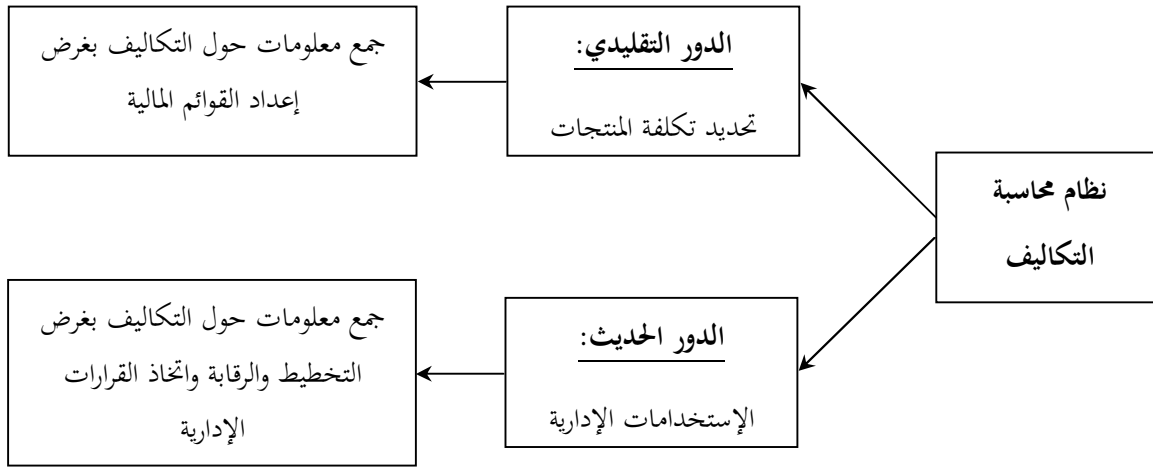 نظام محاسبة
التكاليف
الدور التقليدي:
تحديد تكلفة المنتجات
جمع معلومات حول التكاليف بغرض
إعداد القوائم المالية
الدور الحديث:
الإستخدامات الإدارية
جمع معلومات حول التكاليف بغرض
التخطيط والرقابة واتخاذ القرارات
الإدارية